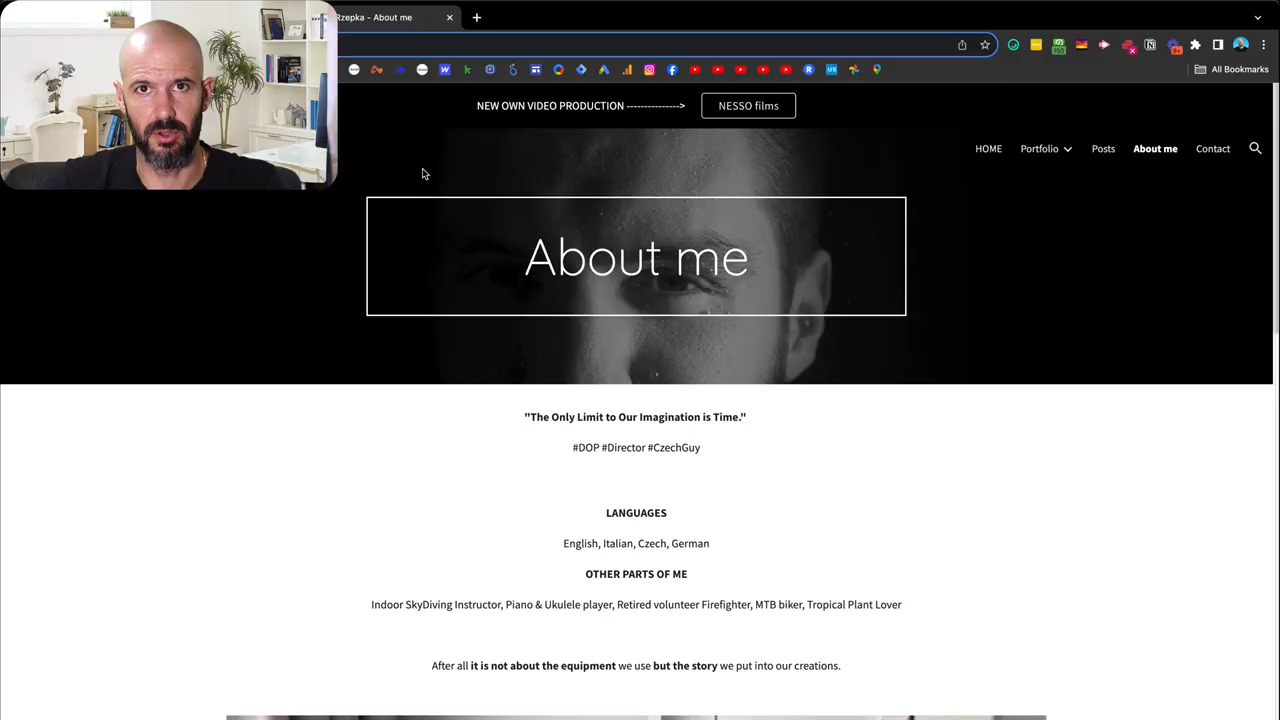 Rzepka - About me
All Bookmarks
NEW OWN VIDEO PRODUCTION --------------->
NESSO films
HOME
Portfolio
Posts
About me
Contact
About me
"The Only Limit to Our Imagination is Time."
#DOP #Director #CzechGuy
LANGUAGES
English, Italian, Czech, German
OTHER PARTS OF ME
Indoor SkyDiving Instructor, Piano & Ukulele player, Retired volunteer Firefighter, MTB biker, Tropical Plant Lover
After all it is not about the equipment we use but the story we put into our creations.